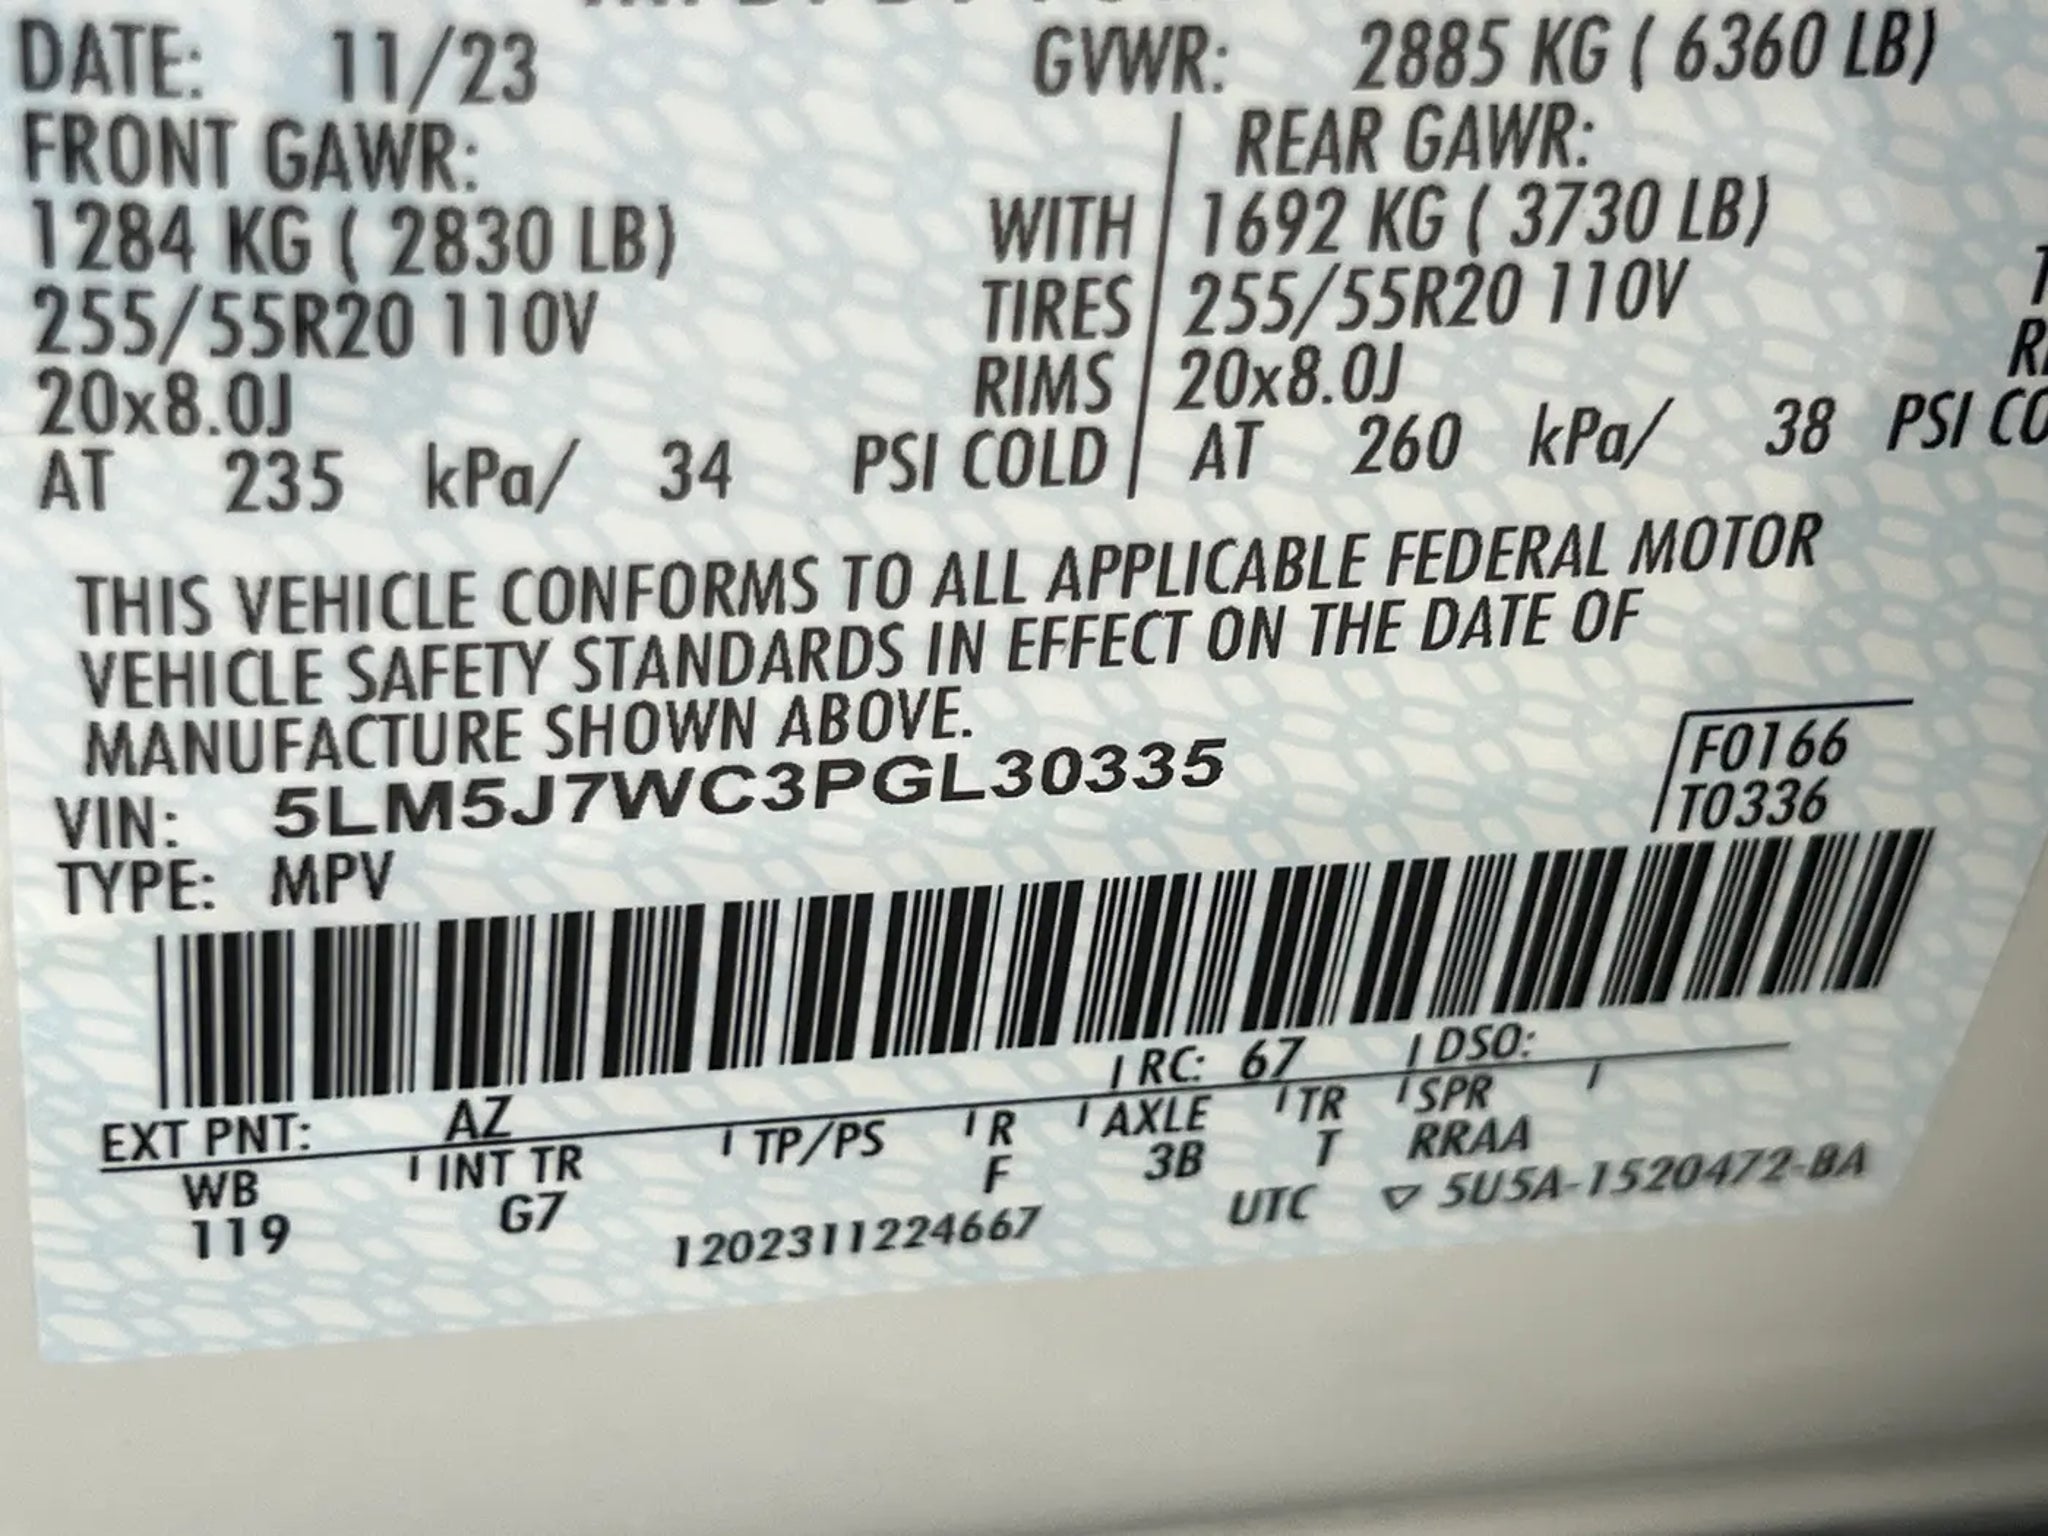 DATE: 11/23 GVWR: 2885 KG ( 6360 LB)
FRONT GAWR: REAR GAWR:
1284 KG ( 2830 LB) WITH 1692 KG ( 3730 LB)
255/55R20 110V TIRES 255/55R20 110V
20x8.0J RIMS 20x8.0J
AT 235 kPa/ 34 PSI COLD AT 260 kPa/ 38 PSI CO
THIS VEHICLE CONFORMS TO ALL APPLICABLE FEDERAL MOTOR
VEHICLE SAFETY STANDARDS IN EFFECT ON THE DATE OF
MANUFACTURE SHOWN ABOVE.
VIN: 5LM5J7WC3PGL30335
F0166
T0336
TYPE: MPV
RC: 67 DSO:
EXT PNT: AZ
WB INT TR TP/PS R AXLE TR SPR
119 G7 F 3B T RRAA
1202311224667 UTC ▽ 5U5A-1520472-BA